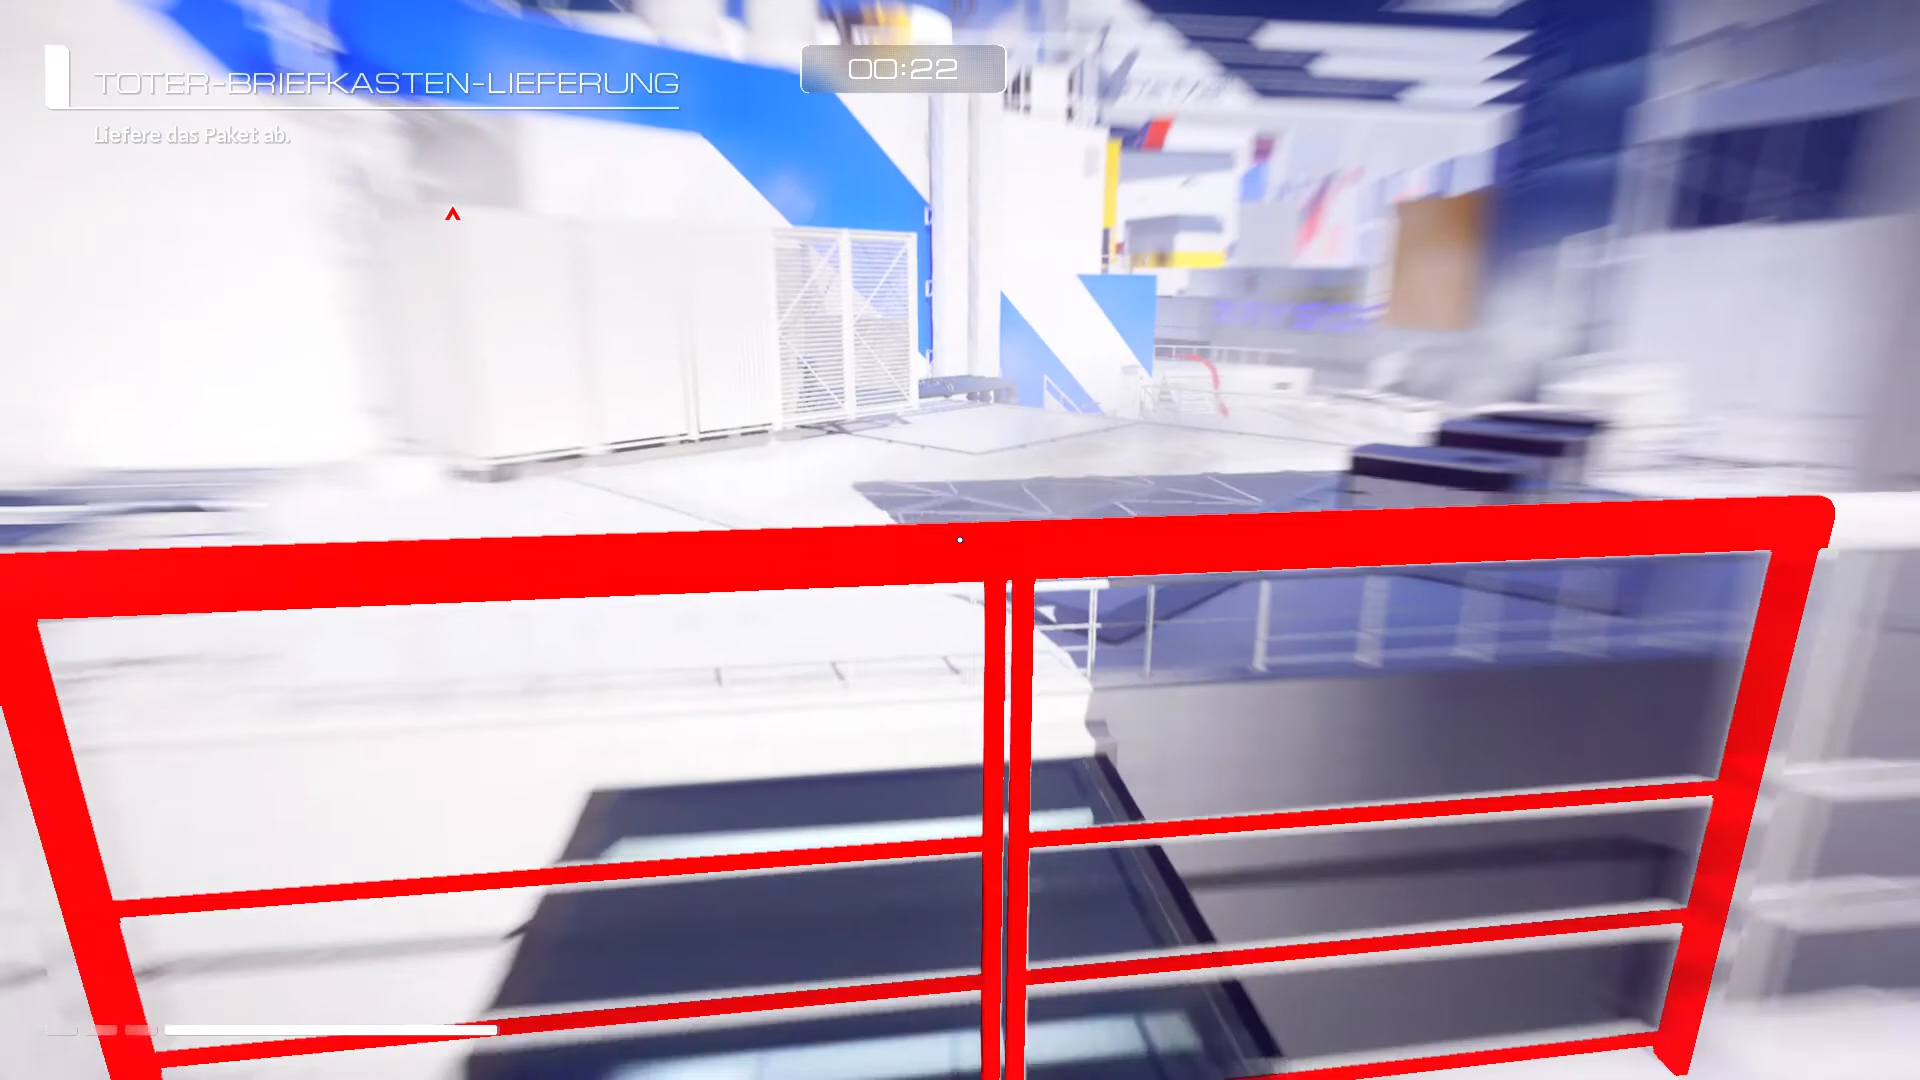 TOTER-BRIEFKASTEN-LIEFERUNG
00:22
Liefere das Paket ab.